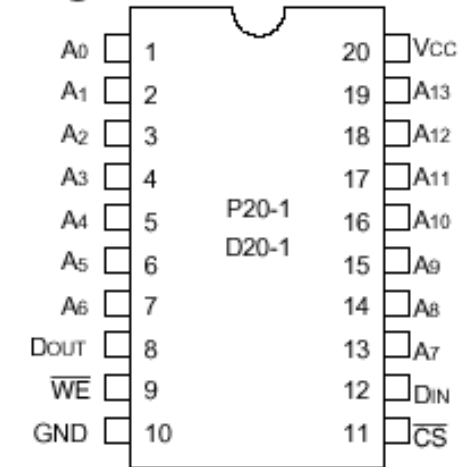 A0 1 20 VCC
A1 2 19 A13
A2 3 18 A12
A3 4 17 A11
A4 5 P20-1 16 A10
A5 6 D20-1 15 A9
A6 7 14 A8
DOUT 8 13 A7
W̅E̅ 9 12 DIN
GND 10 11 C̅S̅